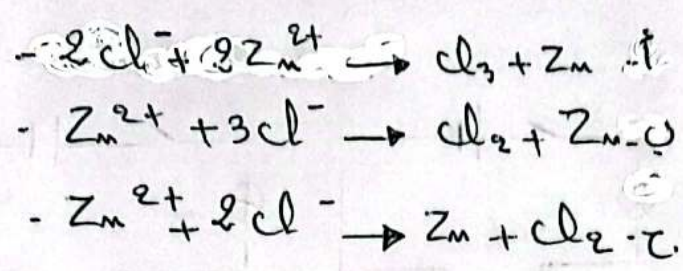 - 2Cl⁻ + 2Zn²⁺ → Cl₃ + Zn -أ
- Zn²⁺ + 3Cl⁻ → Cl₂ + Zn -ب
- Zn²⁺ + 2Cl⁻ → Zn + Cl₂ -ج